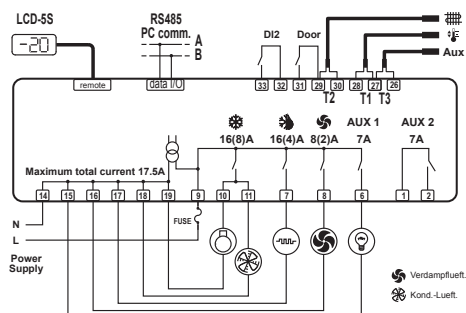 LCD-5S
RS485
PC comm.
A
B
DI2
Door
Aux
-20
remote
data I/O
33
32
31
29
30
28
27
26
T2
T1
T3
16(8)A
16(4)A
8(2)A
AUX 1
7A
AUX 2
7A
Maximum total current 17.5A
14
15
16
17
18
19
9
10
11
7
8
6
1
2
N
L
FUSE
Power
Supply
Verdampflueft.
Kond.-Lueft.